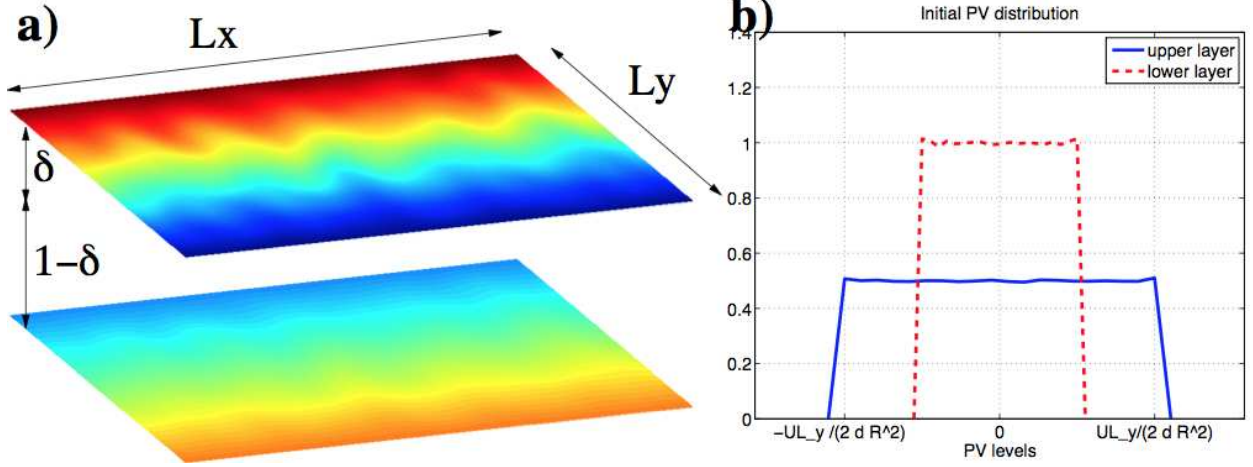 a)
Lx
Ly
δ
1−δ
b)
Initial PV distribution
upper layer
lower layer
1.4
1.2
1
0.8
0.6
0.4
0.2
0
−UL_y /(2 d R^2)
0
UL_y/(2 d R^2)
PV levels